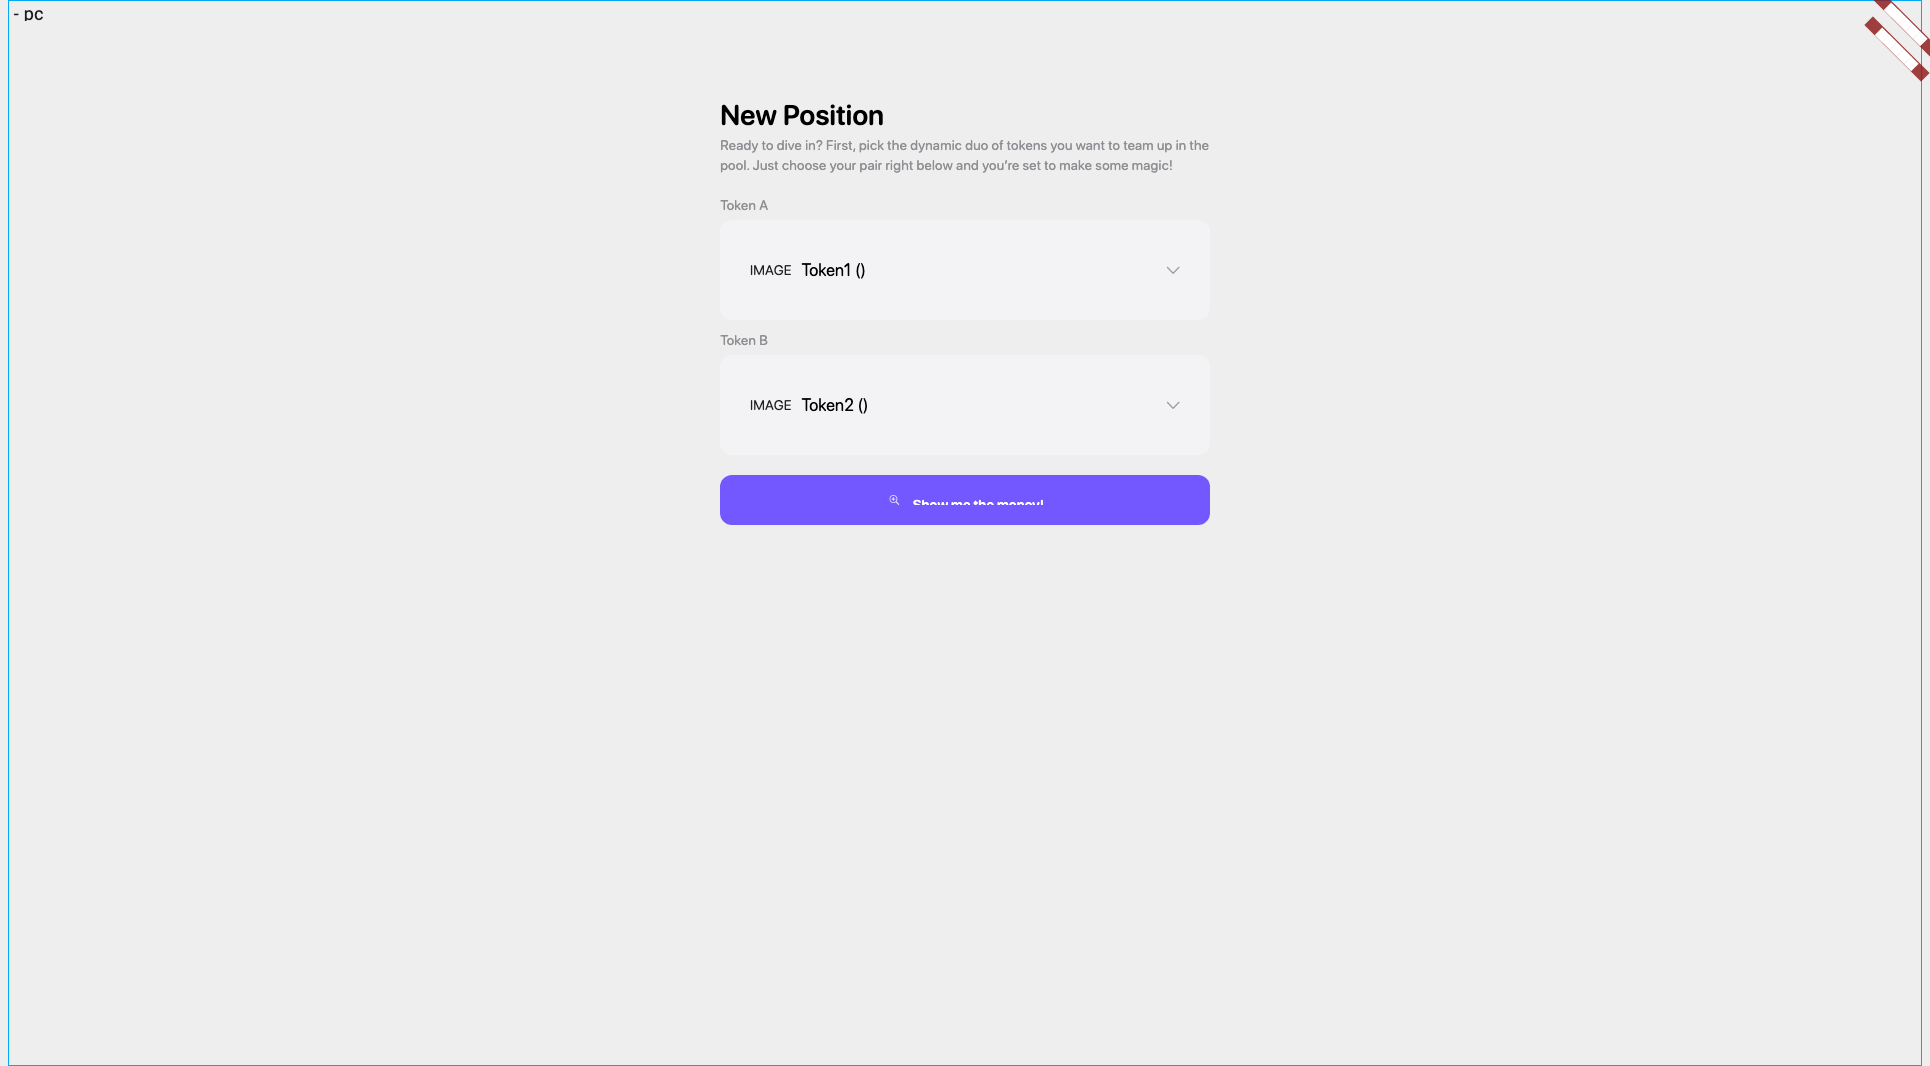 - pc
New Position
Ready to dive in? First, pick the dynamic duo of tokens you want to team up in the
pool. Just choose your pair right below and you're set to make some magic!
Token A
IMAGE Token1 ()
Token B
IMAGE Token2 ()
Show me the money!